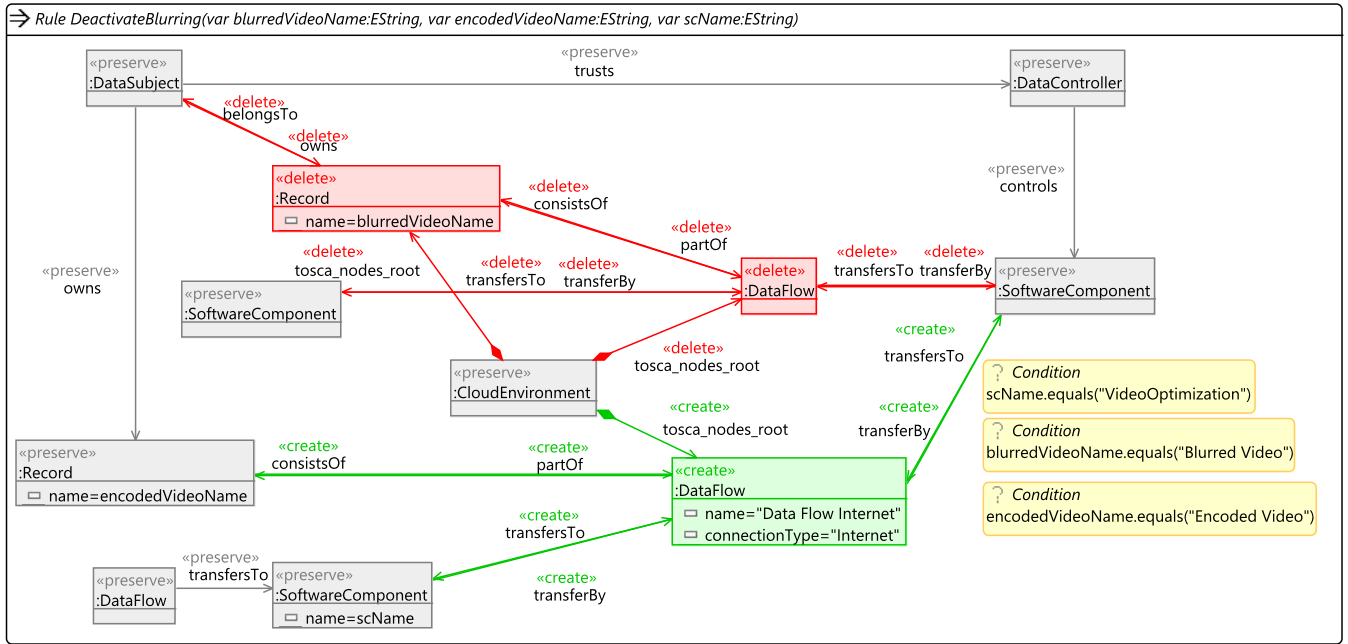 Rule DeactivateBlurring(var blurredVideoName:EString, var encodedVideoName:EString, var scName:EString)
«preserve»
:DataSubject
«preserve»
trusts
«preserve»
:DataController
«delete»
belongsTo
«delete»
owns
«delete»
:Record
name=blurredVideoName
«delete»
consistsOf
«delete»
partOf
«preserve»
controls
«preserve»
owns
«delete»
tosca_nodes_root
«delete»
transfersTo
«delete»
transferBy
«delete»
:DataFlow
«delete»
transfersTo
«delete»
transferBy
«preserve»
:SoftwareComponent
«preserve»
:SoftwareComponent
«delete»
tosca_nodes_root
«preserve»
:CloudEnvironment
«create»
transfersTo
«create»
transferBy
«create»
tosca_nodes_root
? Condition
scName.equals("VideoOptimization")
? Condition
blurredVideoName.equals("Blurred Video")
? Condition
encodedVideoName.equals("Encoded Video")
«preserve»
:Record
name=encodedVideoName
«create»
consistsOf
«create»
partOf
«create»
:DataFlow
name="Data Flow Internet"
connectionType="Internet"
«create»
transfersTo
«create»
transferBy
«preserve»
:DataFlow
«preserve»
transfersTo
«preserve»
:SoftwareComponent
name=scName